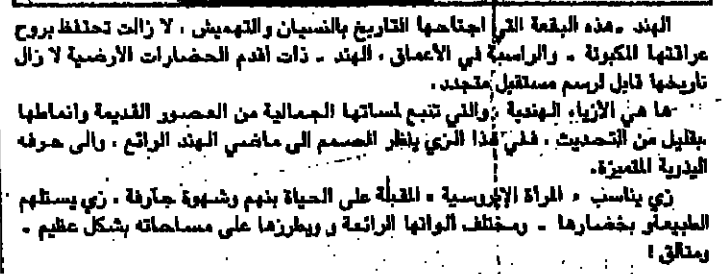 الهند ـ هذه البقعة التي اجتاحها التاريخ بالنسيان والتهميش ، لا زالت تحتفظ بروح
عراقتها المكبوتة ـ والراسبة في الأعماق ، الهند ـ ذات أقدم الحضارات الأرضية لا زال
تاريخها قابل لرسم مستقبل متجدد .
ها هي الأزياء الهندية ، والتي تتبع لمساتها الجمالية من العصور القديمة وانماطها
بقليل من التحديث . ففي هذا الزي ينظر المصمم الى ماضي الهند الرائع ، والى حرفه
اليدوية المتميزة .
زي يناسب « المرأة الإيروسية » المقبلة على الحياة بنهم وشهوة جارفة . زي يستلهم
الطبيعة بخضارها ـ ومختلف ألوانها الرائعة و ويطرزها على مساحاته بشكل عظيم ـ
ومتألق !